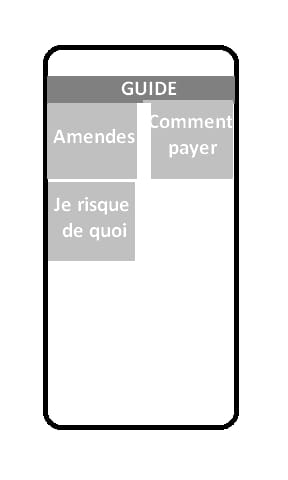 GUIDE
Amendes
Comment
payer
Je risque
de quoi